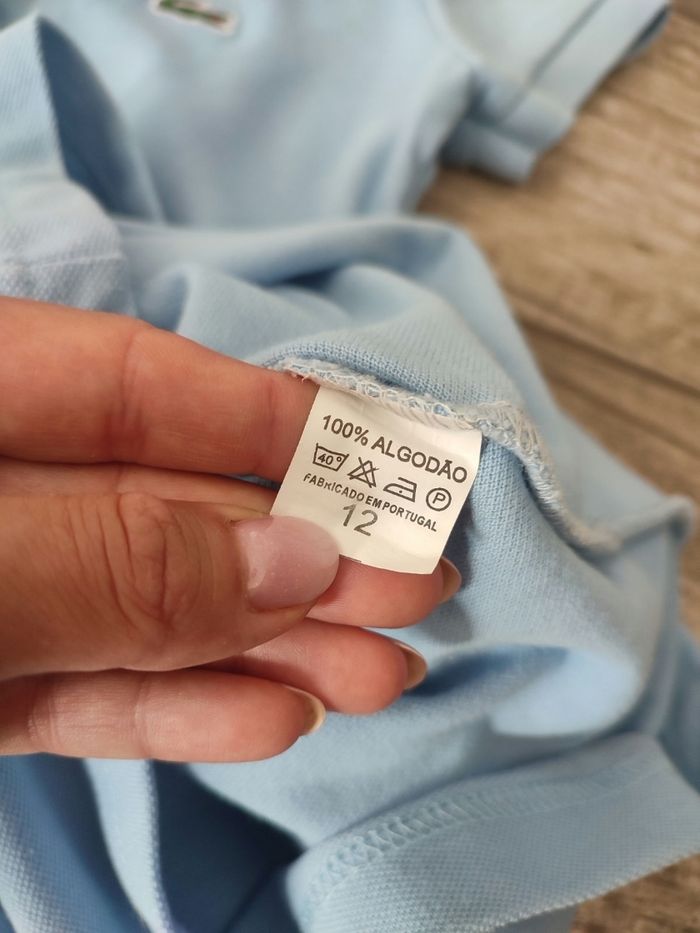 100% ALGODÃO
40° P
FABRICADO EM PORTUGAL
12